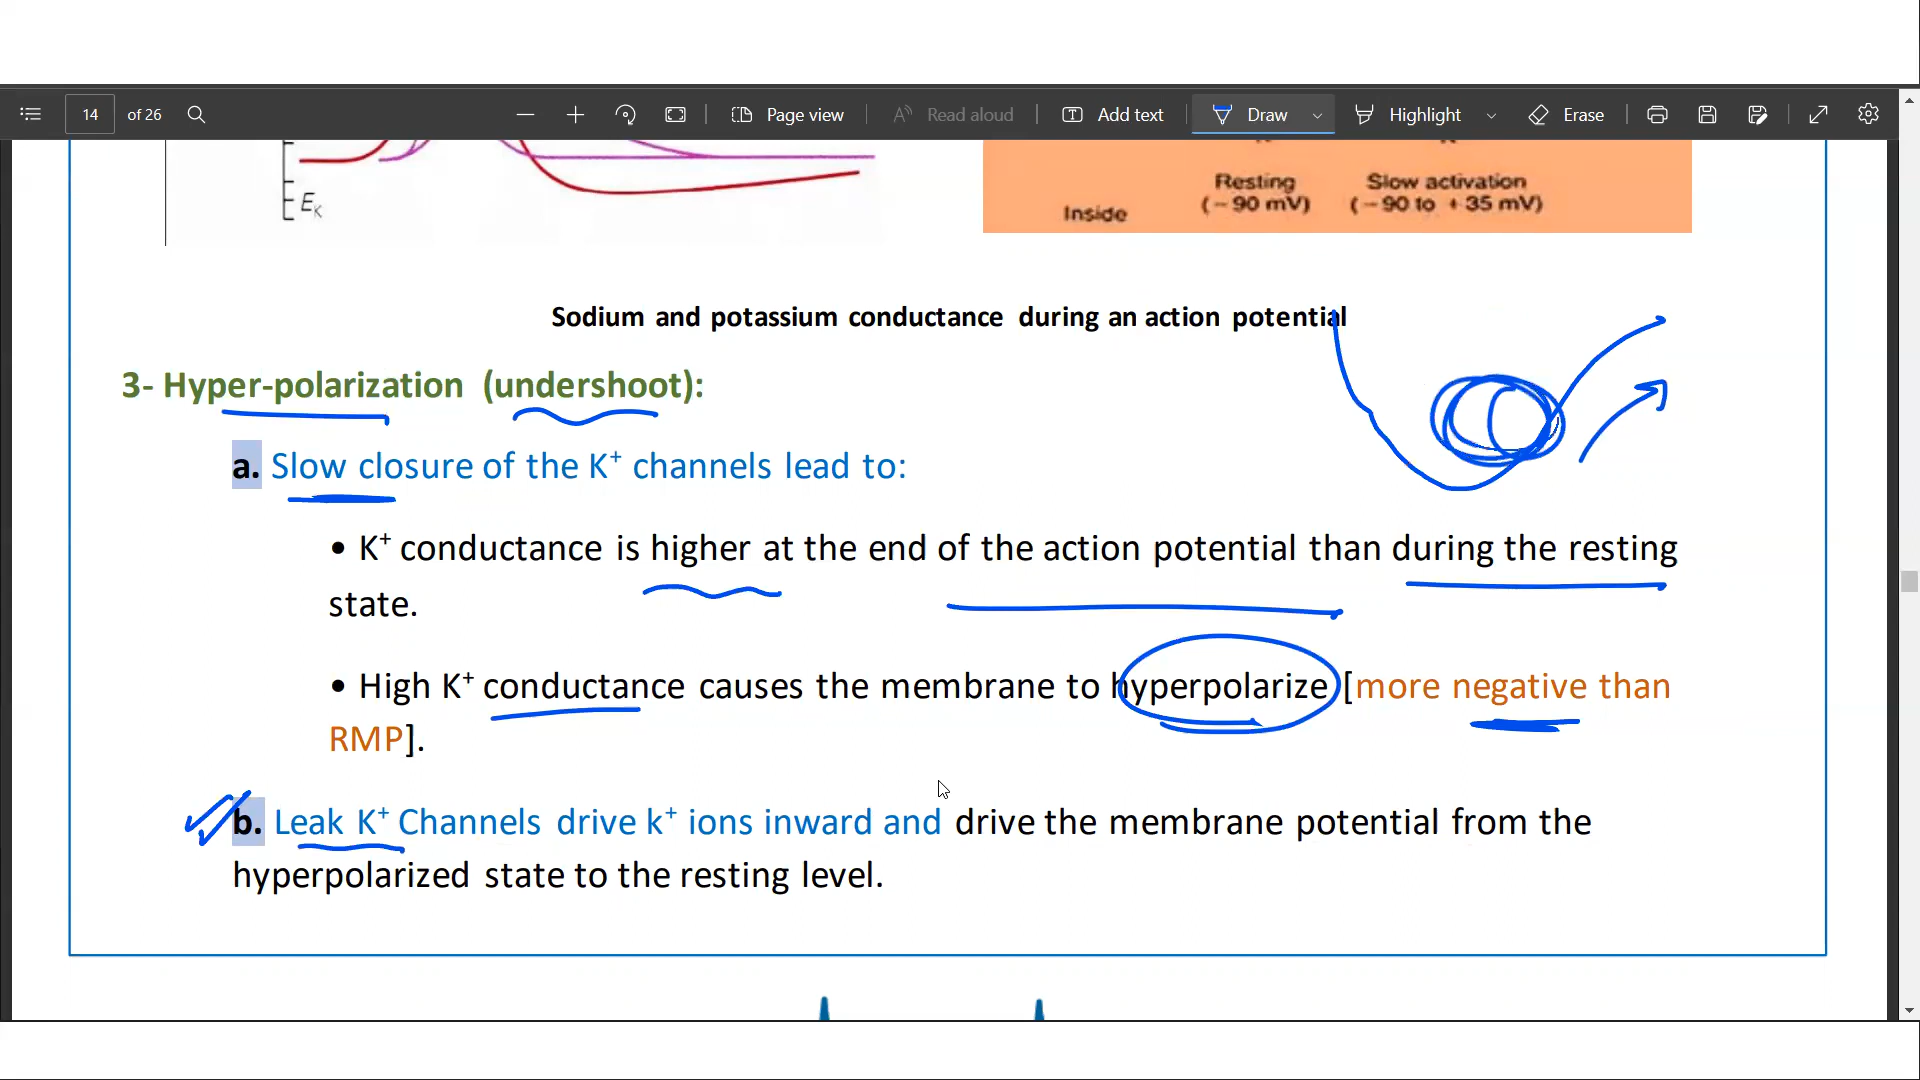 14 of 26
Page view
Read aloud
Add text
Draw
Highlight
Erase
EK
Resting
(– 90 mV)
Slow activation
(– 90 to + 35 mV)
Inside
Sodium and potassium conductance during an action potential
3- Hyper-polarization (undershoot):
a. Slow closure of the K⁺ channels lead to:
• K⁺ conductance is higher at the end of the action potential than during the resting
state.
• High K⁺ conductance causes the membrane to hyperpolarize [more negative than
RMP].
b. Leak K⁺ Channels drive k⁺ ions inward and drive the membrane potential from the
hyperpolarized state to the resting level.